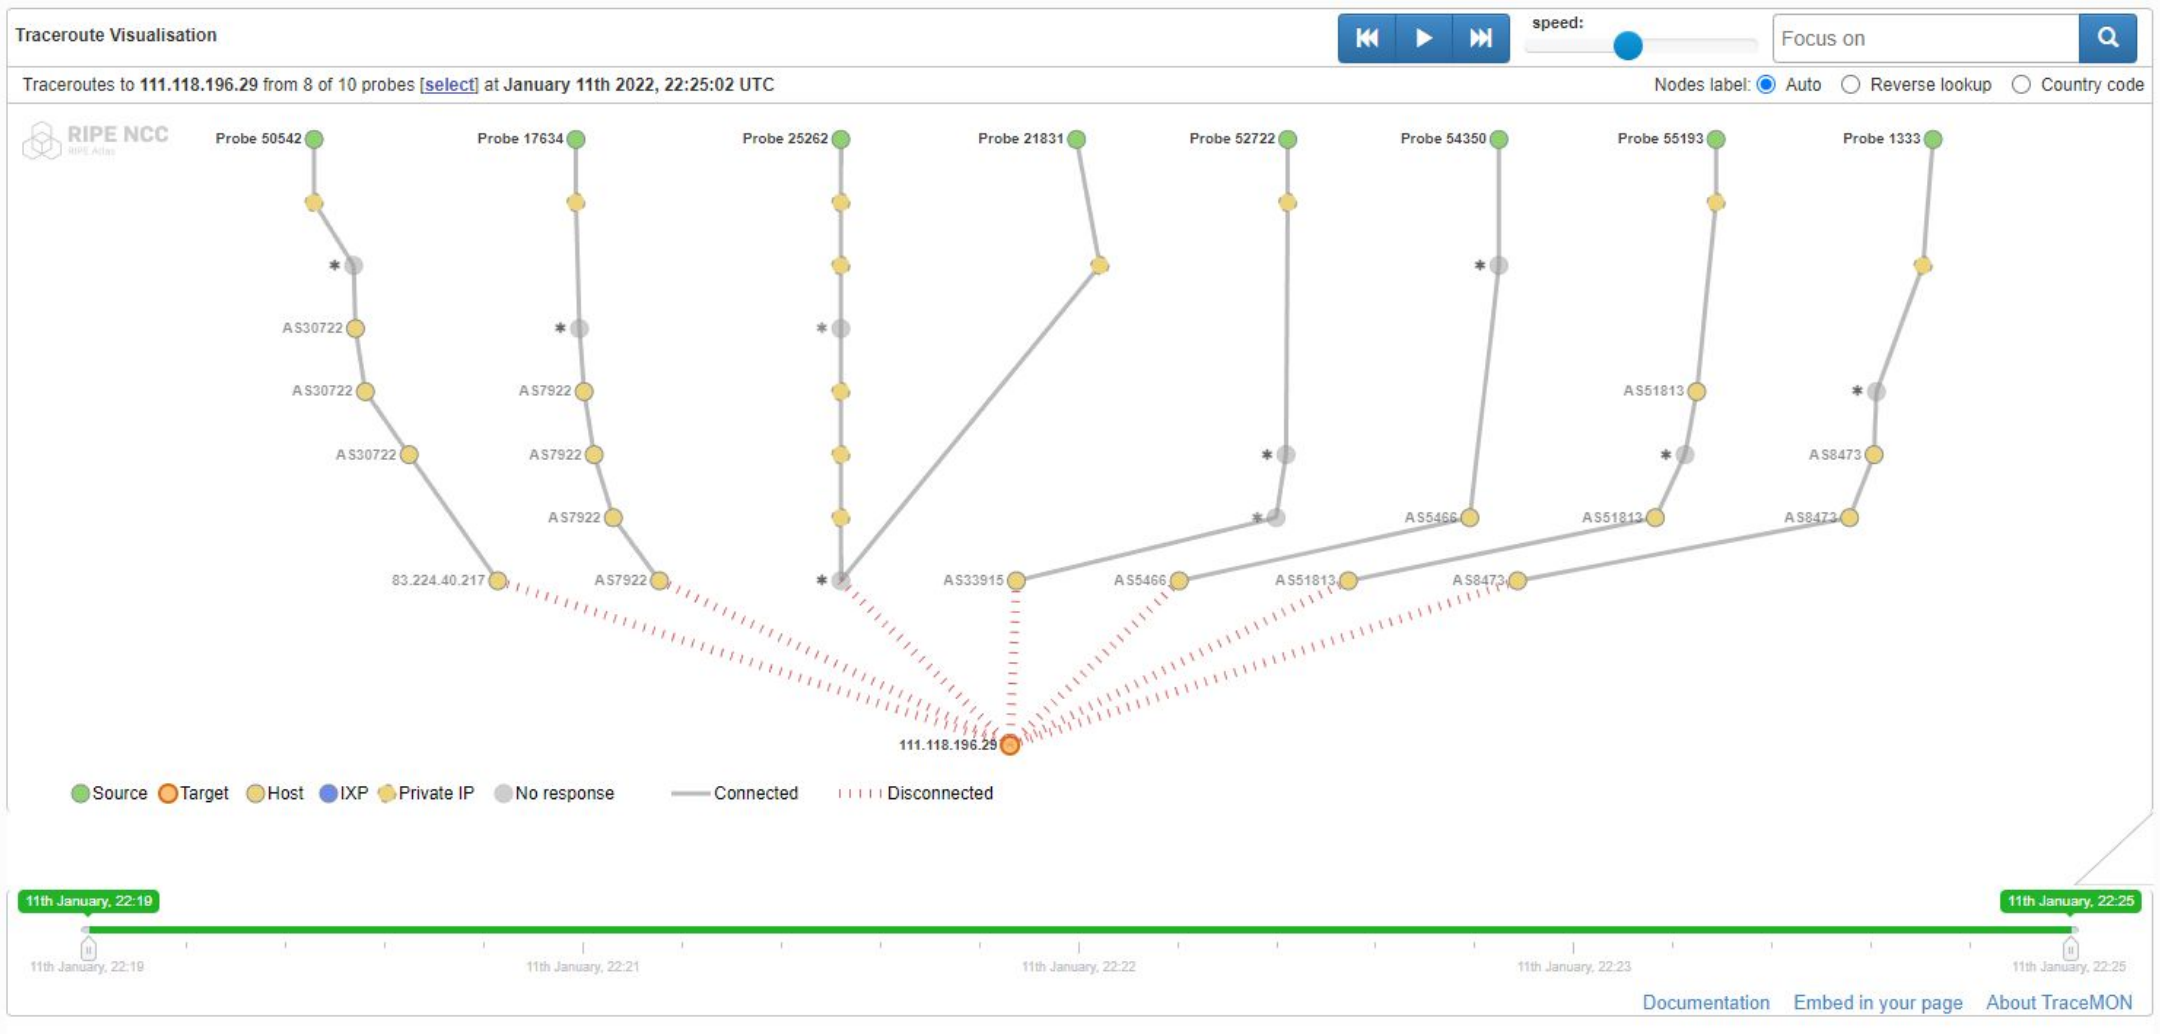 Traceroute Visualisation
speed:
Focus on
Traceroutes to 111.118.196.29 from 8 of 10 probes [select] at January 11th 2022, 22:25:02 UTC
Nodes label: Auto Reverse lookup Country code
RIPE NCC
RIPE Atlas
Probe 50542 Probe 17634 Probe 25262 Probe 21831 Probe 52722 Probe 54350 Probe 55193 Probe 1333
* *
AS30722 * *
AS30722 AS7922 AS51813 *
AS30722 AS7922 * * AS8473
AS7922 * AS5466 AS51813 AS8473
83.224.40.217 AS7922 * AS33915 AS5466 AS51813 AS8473
111.118.196.29
Source Target Host IXP Private IP No response Connected Disconnected
11th January, 22:19 11th January, 22:25
11th January, 22:19 11th January, 22:21 11th January, 22:22 11th January, 22:23 11th January, 22:25
Documentation Embed in your page About TraceMON